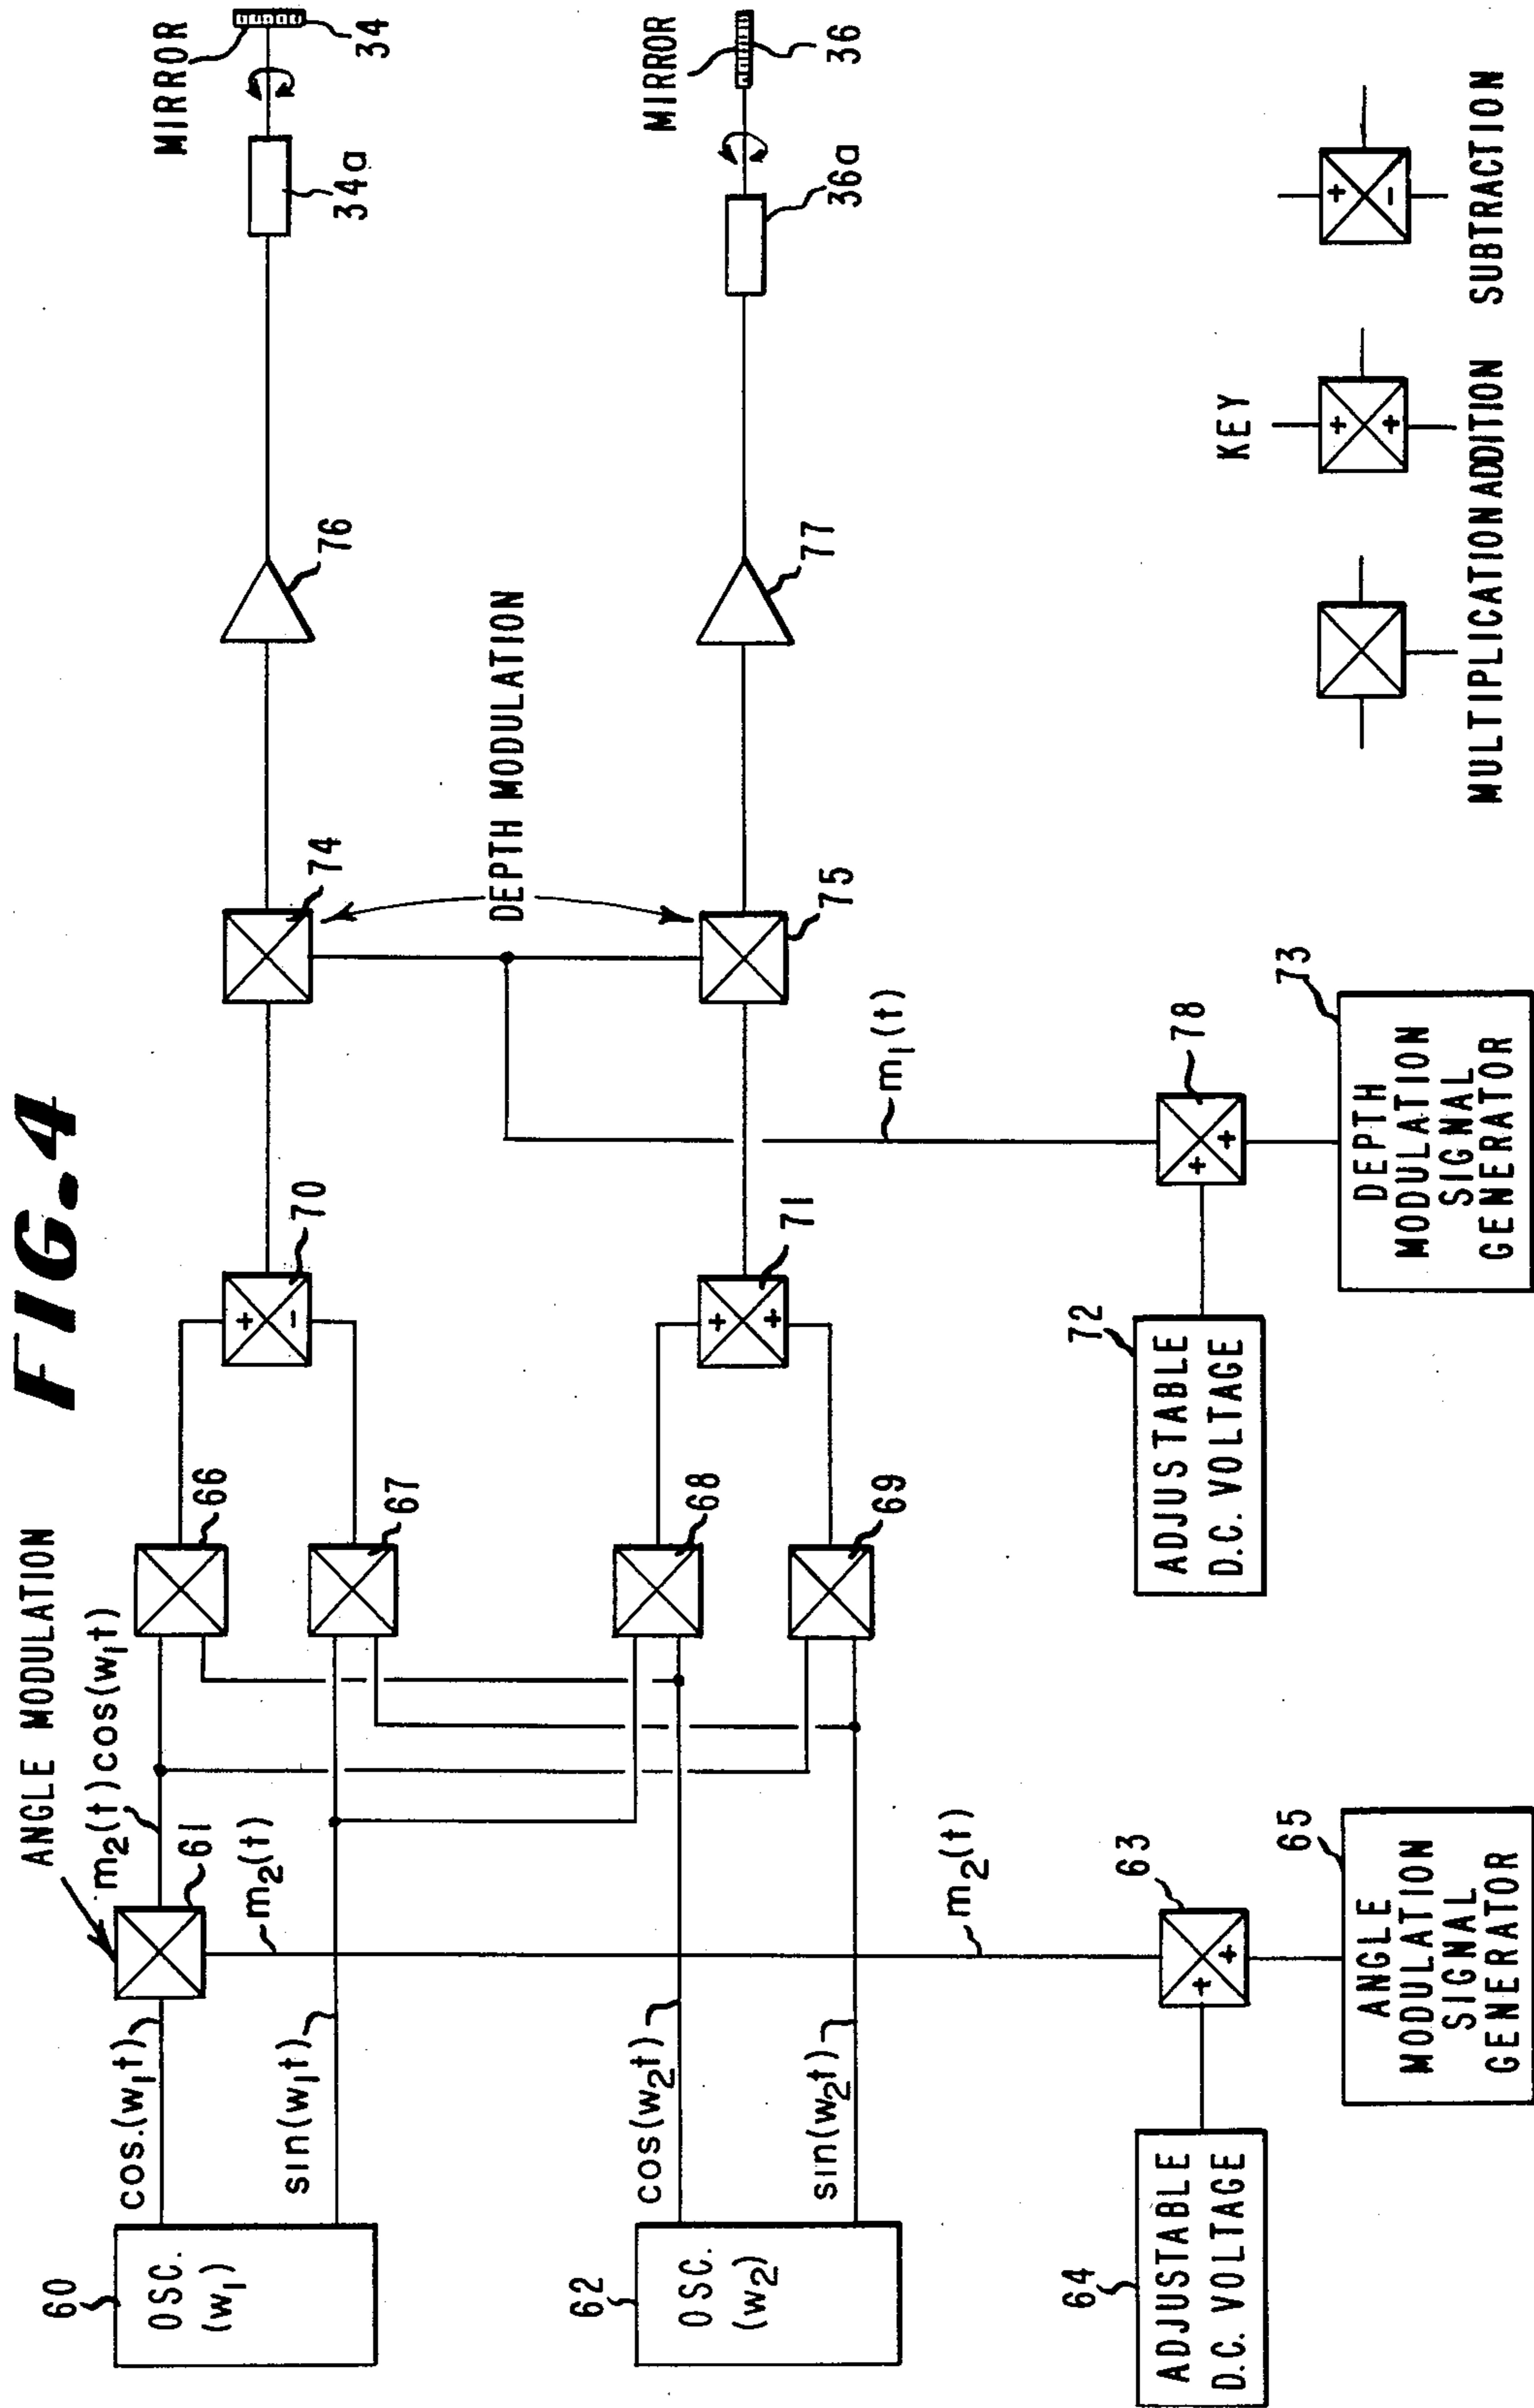 FIG. 4
ANGLE MODULATION
m₂(t)cos(w₁t)
60
OSC.
(w₁)
cos.(w₁t)
sin(w₁t)
61
m₂(t)
66
67
70
74
76
34a
MIRROR
34
DEPTH MODULATION
62
OSC.
(w₂)
cos(w₂t)
sin(w₂t)
68
69
71
75
77
36a
MIRROR
36
+
-
+
+
m₂(t)
m₁(t)
64
ADJUSTABLE
D.C. VOLTAGE
63
+
+
65
ANGLE
MODULATION
SIGNAL
GENERATOR
72
ADJUSTABLE
D.C. VOLTAGE
78
+
+
73
DEPTH
MODULATION
SIGNAL
GENERATOR
KEY
+
+
+
-
MULTIPLICATION ADDITION SUBTRACTION